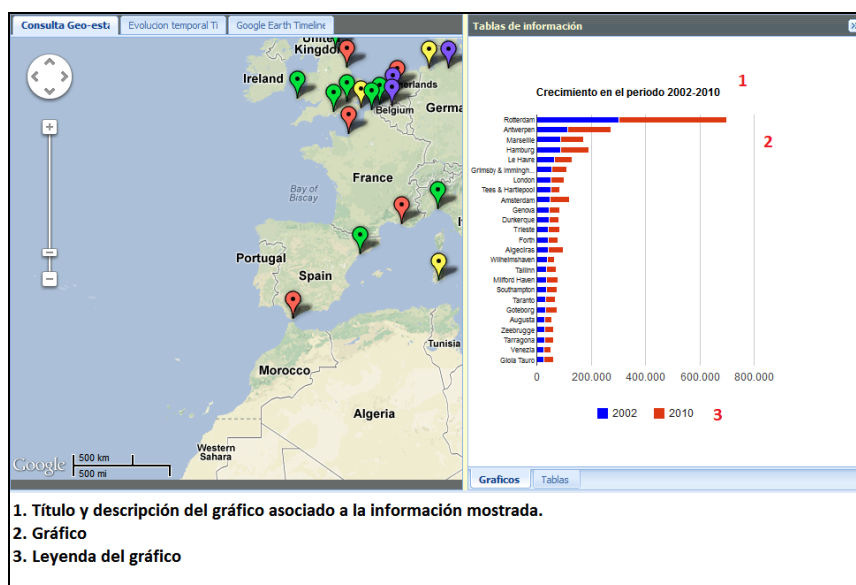 Consulta Geo-está
Evolucion temporal Ti
Google Earth Timeline
Tablas de información
United
Kingdom
Ireland
Netherlands
Belgium
Germa
France
Bay of
Biscay
Portugal
Spain
Morocco
Algeria
Tunisia
Western
Sahara
Google
500 km
500 mi
Crecimiento en el periodo 2002-2010
1
Rotterdam
Antwerpen
2
Marseille
Hamburg
Le Havre
Grimsby & Immingh...
London
Tees & Hartlepool
Amsterdam
Genova
Dunkerque
Trieste
Forth
Algeciras
Wilhelmshaven
Tallinn
Milford Haven
Southampton
Taranto
Goteborg
Augusta
Zeebrugge
Tarragona
Venezia
Gioia Tauro
0 200.000 400.000 600.000 800.000
2002 2010 3
Graficos Tablas
1. Título y descripción del gráfico asociado a la información mostrada.
2. Gráfico
3. Leyenda del gráfico